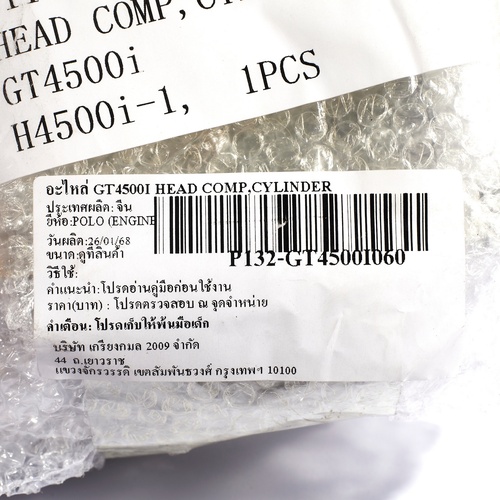 HEAD COMP,CYLIN
GT4500i
H4500i-1, 1PCS
อะไหล่ GT4500I HEAD COMP,CYLINDER
ประเทศผลิต: จีน
ยี่ห้อ:POLO (ENGINE
วันผลิต:26/01/68
ขนาด:ดูที่สินค้า
P132-GT4500I060
วิธีใช้:
คำแนะนำ: โปรดอ่านคู่มือก่อนใช้งาน
ราคา(บาท) : โปรดตรวจสอบ ณ จุดจำหน่าย
คำเตือน: โปรดเก็บให้พ้นมือเด็ก
บริษัท เกรียงกมล 2009 จำกัด
44 ถ.เยาวราช
แขวงจักรวรรดิ เขตสัมพันธวงศ์ กรุงเทพฯ 10100